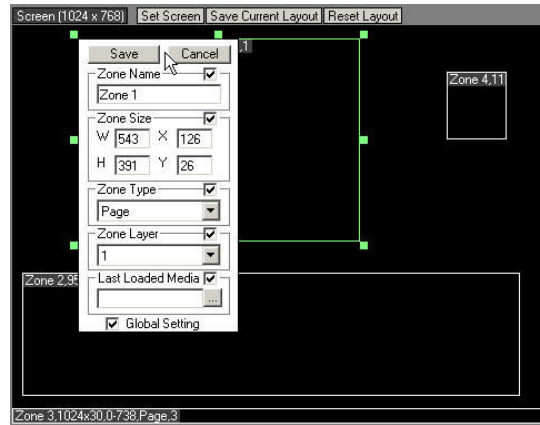 Screen (1024 x 768) Set Screen Save Current Layout Reset Layout
,1
Save Cancel
Zone Name
Zone 1
Zone 4,11
Zone Size
W 543 X 126
H 391 Y 26
Zone Type
Page
Zone Layer
1
Zone 2,95
Last Loaded Media
...
Global Setting
Zone 3,1024x30,0-738,Page,3